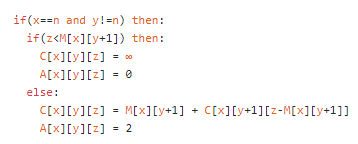 if(x==n and y!=n) then:
  if(z<M[x][y+1]) then:
    C[x][y][z] = ∞
    A[x][y][z] = 0
  else:
    C[x][y][z] = M[x][y+1] + C[x][y+1][z-M[x][y+1]]
    A[x][y][z] = 2